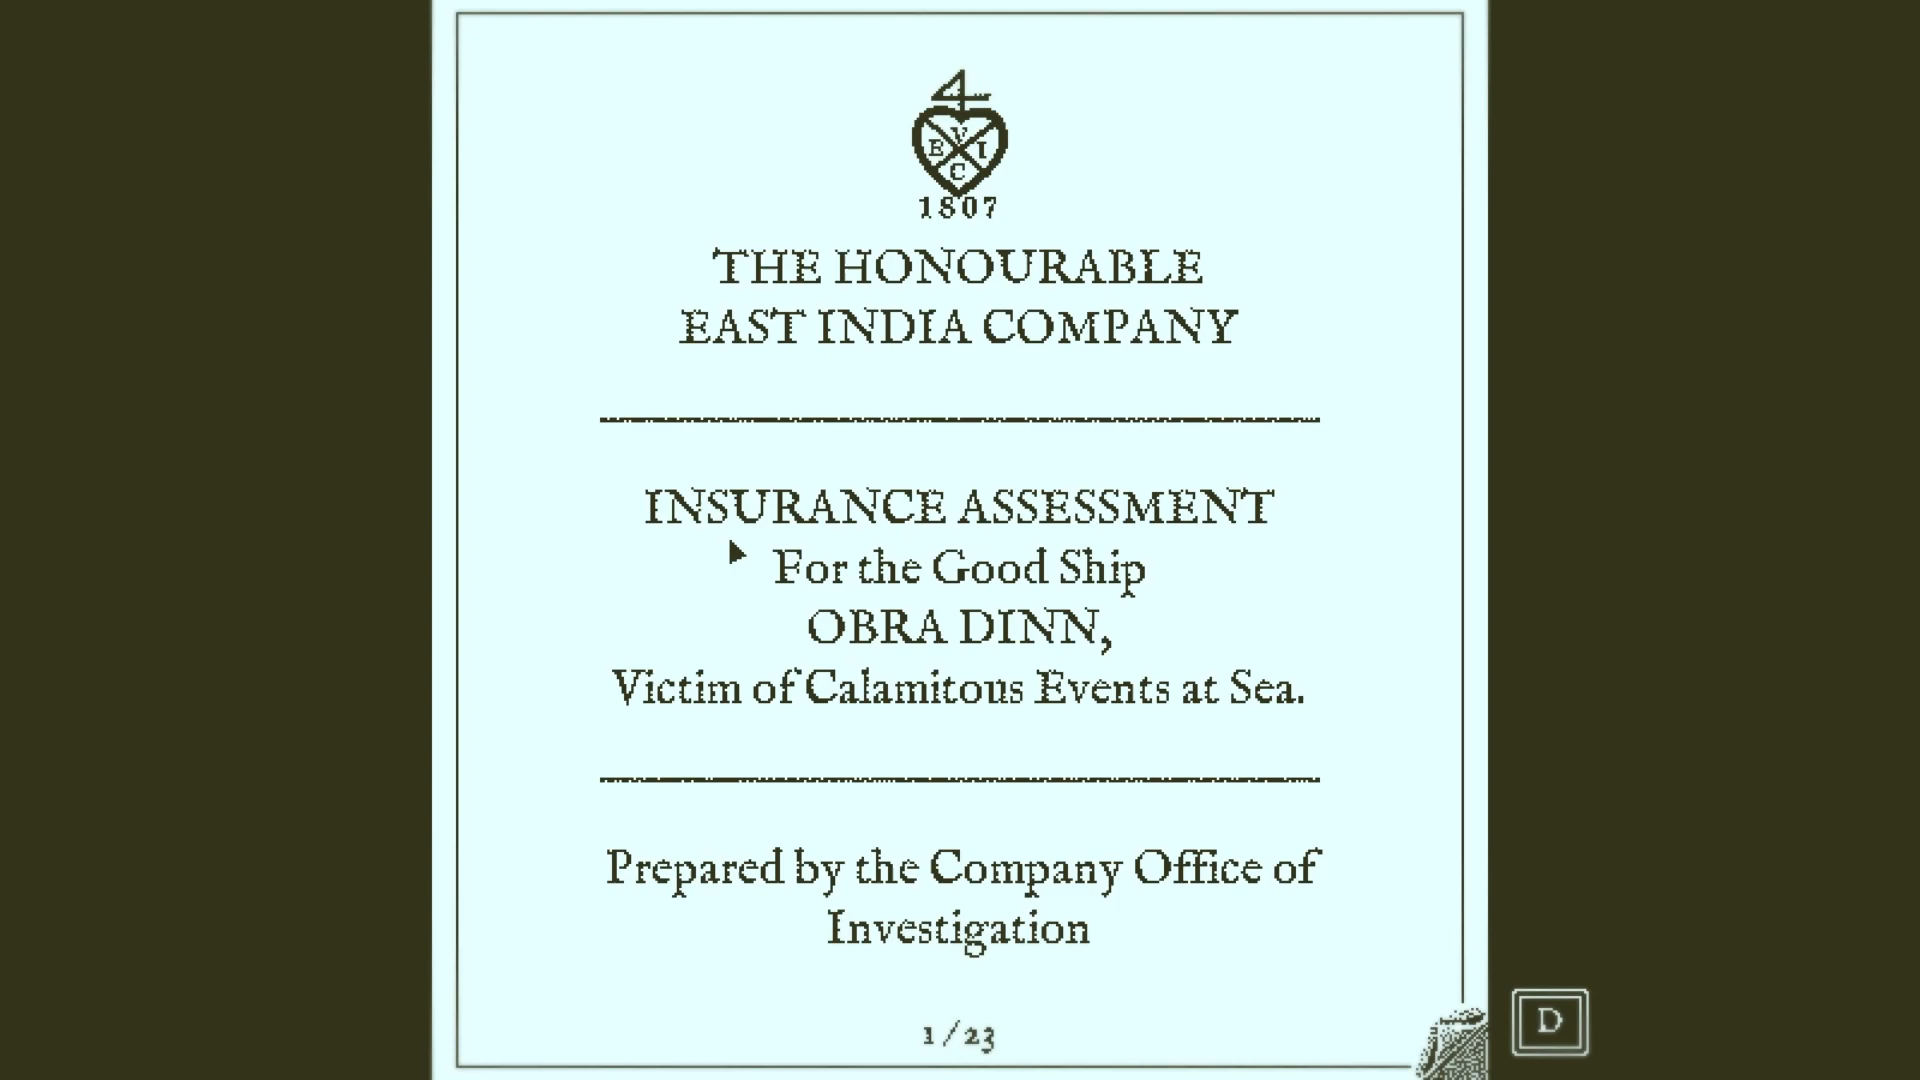 4
V
E I
C
1807
THE HONOURABLE
EAST INDIA COMPANY
INSURANCE ASSESSMENT
For the Good Ship
OBRA DINN,
Victim of Calamitous Events at Sea.
Prepared by the Company Office of
Investigation
1/23
D